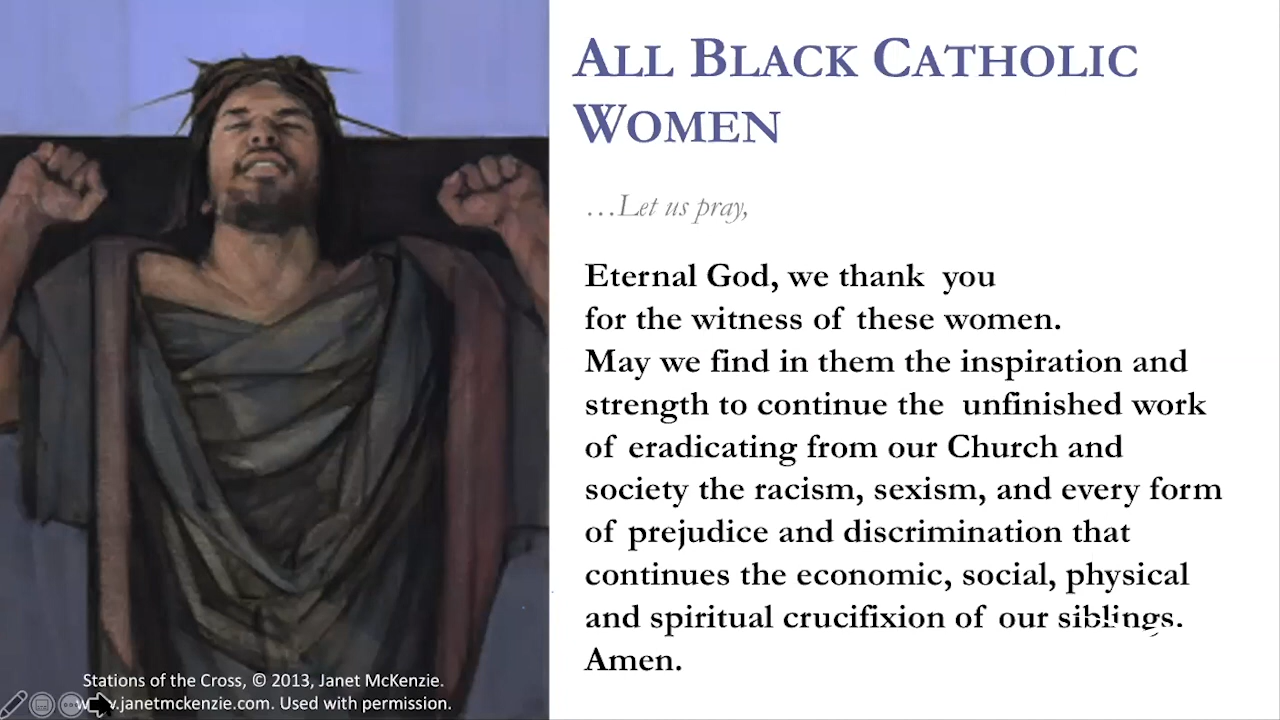 ALL BLACK CATHOLIC
WOMEN
…Let us pray,
Eternal God, we thank you
for the witness of these women.
May we find in them the inspiration and
strength to continue the unfinished work
of eradicating from our Church and
society the racism, sexism, and every form
of prejudice and discrimination that
continues the economic, social, physical
and spiritual crucifixion of our siblings.
Amen.
Stations of the Cross, © 2013, Janet McKenzie.
www.janetmckenzie.com. Used with permission.